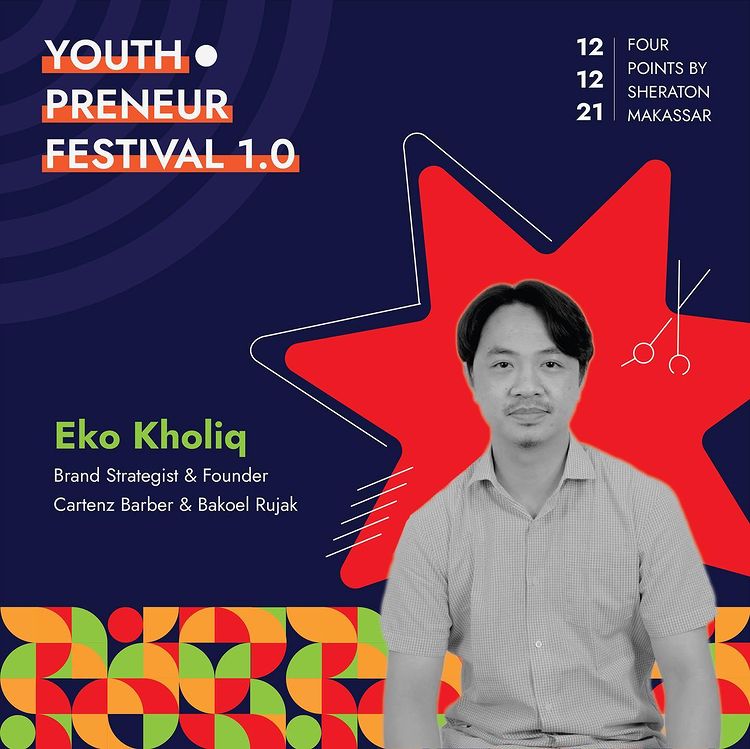 YOUTH
PRENEUR
FESTIVAL 1.0
12
12
21
FOUR
POINTS BY
SHERATON
MAKASSAR
Eko Kholiq
Brand Strategist & Founder
Cartenz Barber & Bakoel Rujak